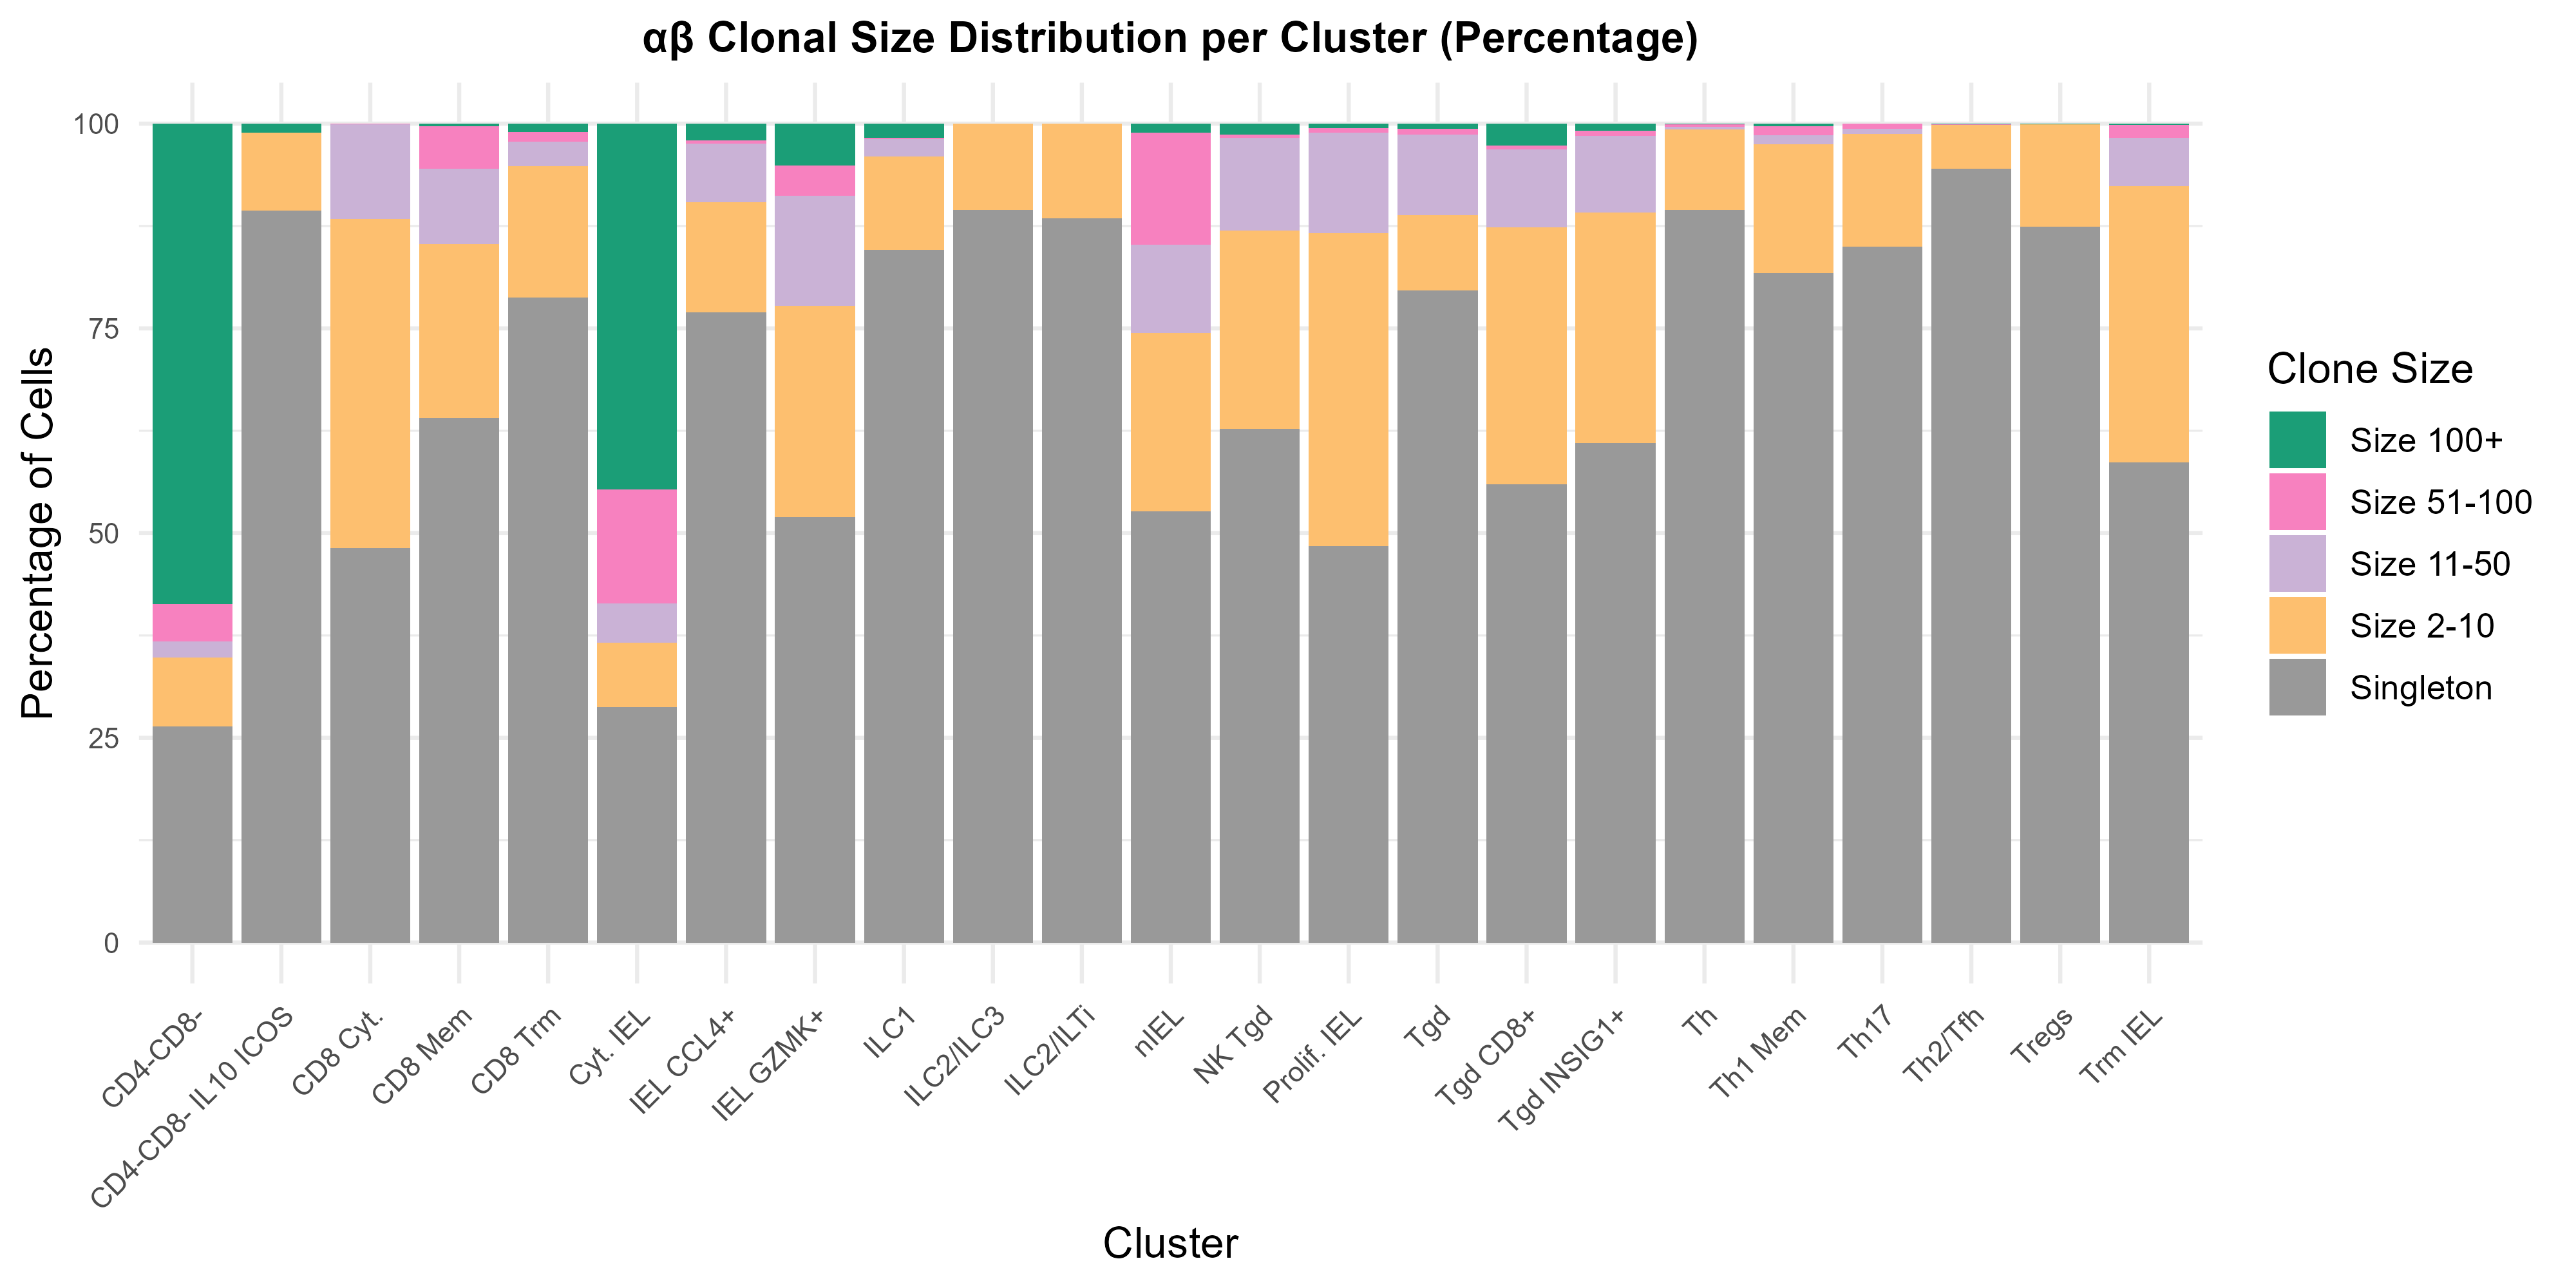 αβ Clonal Size Distribution per Cluster (Percentage)
Percentage of Cells
100
75
50
25
0
CD4-CD8-
CD4-CD8- IL10 ICOS
CD8 Cyt.
CD8 Mem
CD8 Trm
Cyt. IEL
IEL CCL4+
IEL GZMK+
ILC1
ILC2/ILC3
ILC2/ILTi
nIEL
NK Tgd
Prolif. IEL
Tgd
Tgd CD8+
Tgd INSIG1+
Th
Th1 Mem
Th17
Th2/Tfh
Tregs
Trm IEL
Cluster
Clone Size
Size 100+
Size 51-100
Size 11-50
Size 2-10
Singleton